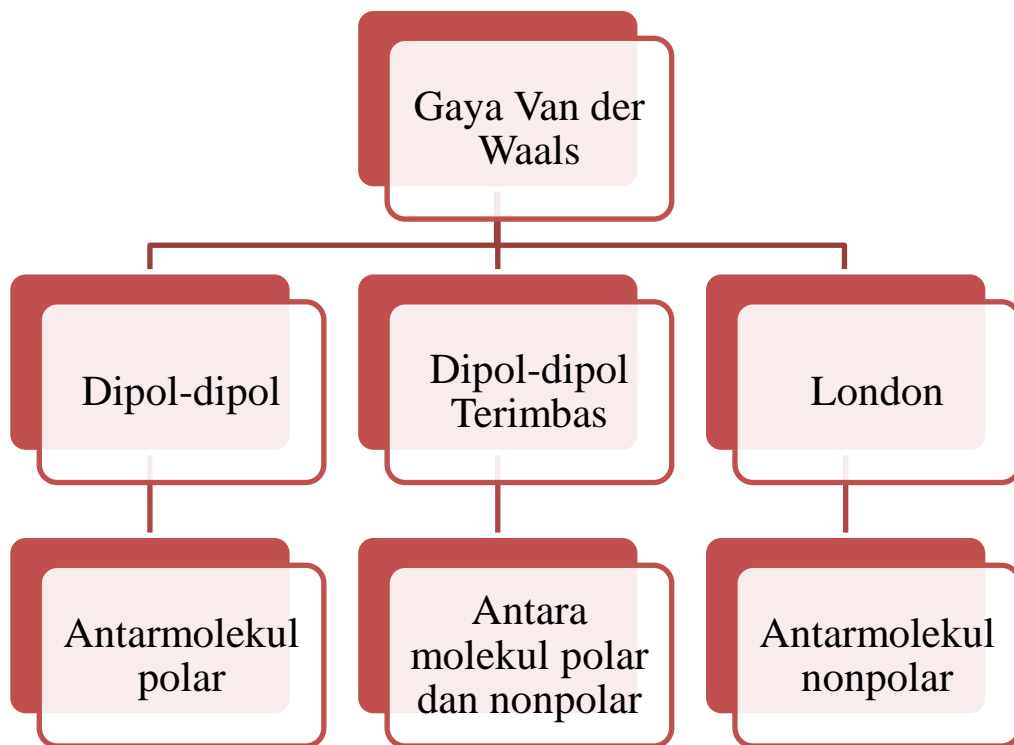 Gaya Van der
Waals
Dipol-dipol
Dipol-dipol
Terimbas
London
Antarmolekul
polar
Antara
molekul polar
dan nonpolar
Antarmolekul
nonpolar